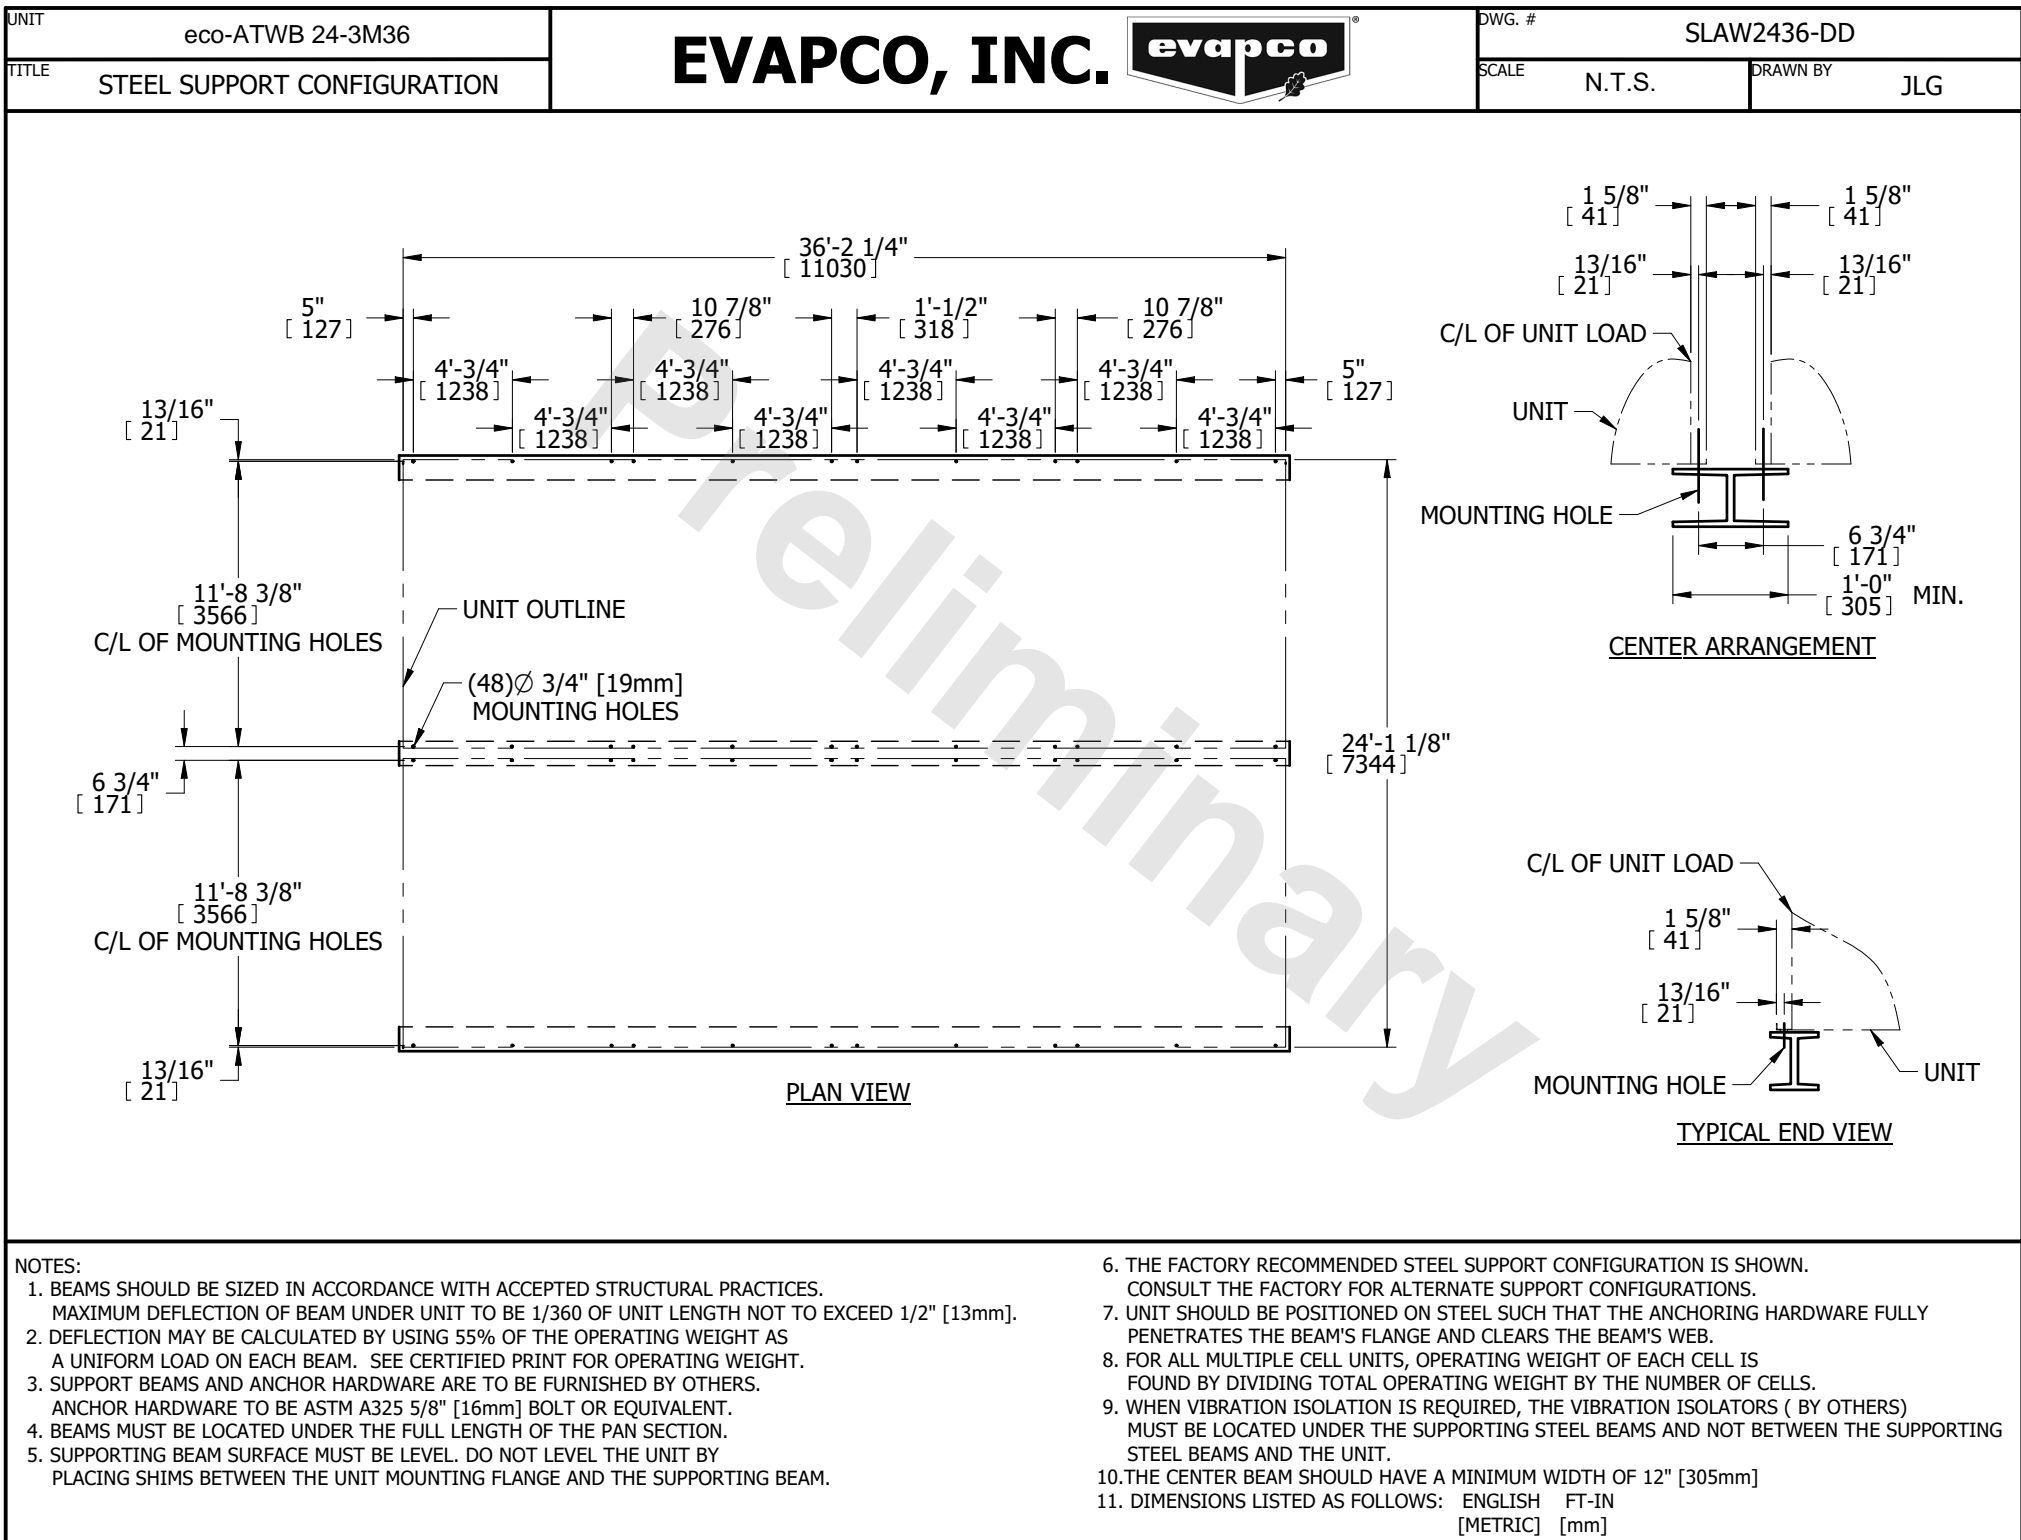 UNIT
eco-ATWB 24-3M36
TITLE
STEEL SUPPORT CONFIGURATION
EVAPCO, INC.
evapco
®
DWG. #
SLAW2436-DD
SCALE
N.T.S.
DRAWN BY
JLG
36'-2 1/4"
[ 11030 ]
5"
[ 127 ]
10 7/8"
[ 276 ]
1'-1/2"
[ 318 ]
10 7/8"
[ 276 ]
4'-3/4"
[ 1238 ]
4'-3/4"
[ 1238 ]
4'-3/4"
[ 1238 ]
4'-3/4"
[ 1238 ]
5"
[ 127 ]
4'-3/4"
[ 1238 ]
4'-3/4"
[ 1238 ]
4'-3/4"
[ 1238 ]
4'-3/4"
[ 1238 ]
13/16"
[ 21 ]
11'-8 3/8"
[ 3566 ]
C/L OF MOUNTING HOLES
UNIT OUTLINE
(48)Ø 3/4" [19mm]
MOUNTING HOLES
6 3/4"
[ 171 ]
24'-1 1/8"
[ 7344 ]
11'-8 3/8"
[ 3566 ]
C/L OF MOUNTING HOLES
13/16"
[ 21 ]
PLAN VIEW
Preliminary
1 5/8"
[ 41 ]
1 5/8"
[ 41 ]
13/16"
[ 21 ]
13/16"
[ 21 ]
C/L OF UNIT LOAD
UNIT
MOUNTING HOLE
6 3/4"
[ 171 ]
1'-0"
[ 305 ]
MIN.
CENTER ARRANGEMENT
C/L OF UNIT LOAD
1 5/8"
[ 41 ]
13/16"
[ 21 ]
MOUNTING HOLE
UNIT
TYPICAL END VIEW
NOTES:
1. BEAMS SHOULD BE SIZED IN ACCORDANCE WITH ACCEPTED STRUCTURAL PRACTICES.
MAXIMUM DEFLECTION OF BEAM UNDER UNIT TO BE 1/360 OF UNIT LENGTH NOT TO EXCEED 1/2" [13mm].
2. DEFLECTION MAY BE CALCULATED BY USING 55% OF THE OPERATING WEIGHT AS
A UNIFORM LOAD ON EACH BEAM. SEE CERTIFIED PRINT FOR OPERATING WEIGHT.
3. SUPPORT BEAMS AND ANCHOR HARDWARE ARE TO BE FURNISHED BY OTHERS.
ANCHOR HARDWARE TO BE ASTM A325 5/8" [16mm] BOLT OR EQUIVALENT.
4. BEAMS MUST BE LOCATED UNDER THE FULL LENGTH OF THE PAN SECTION.
5. SUPPORTING BEAM SURFACE MUST BE LEVEL. DO NOT LEVEL THE UNIT BY
PLACING SHIMS BETWEEN THE UNIT MOUNTING FLANGE AND THE SUPPORTING BEAM.
6. THE FACTORY RECOMMENDED STEEL SUPPORT CONFIGURATION IS SHOWN.
CONSULT THE FACTORY FOR ALTERNATE SUPPORT CONFIGURATIONS.
7. UNIT SHOULD BE POSITIONED ON STEEL SUCH THAT THE ANCHORING HARDWARE FULLY
PENETRATES THE BEAM'S FLANGE AND CLEARS THE BEAM'S WEB.
8. FOR ALL MULTIPLE CELL UNITS, OPERATING WEIGHT OF EACH CELL IS
FOUND BY DIVIDING TOTAL OPERATING WEIGHT BY THE NUMBER OF CELLS.
9. WHEN VIBRATION ISOLATION IS REQUIRED, THE VIBRATION ISOLATORS ( BY OTHERS)
MUST BE LOCATED UNDER THE SUPPORTING STEEL BEAMS AND NOT BETWEEN THE SUPPORTING
STEEL BEAMS AND THE UNIT.
10.THE CENTER BEAM SHOULD HAVE A MINIMUM WIDTH OF 12" [305mm]
11. DIMENSIONS LISTED AS FOLLOWS: ENGLISH FT-IN
[METRIC] [mm]